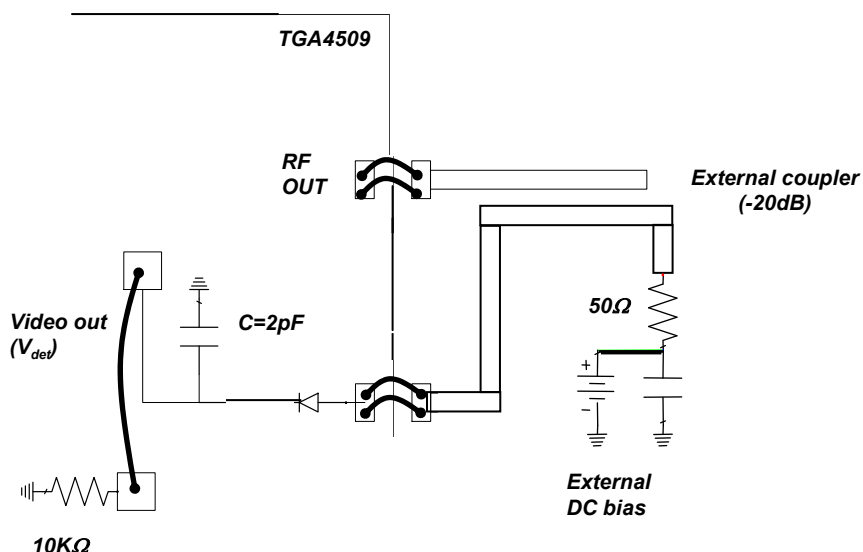 TGA4509
RF
OUT
External coupler
(-20dB)
Video out
(Vdet)
C=2pF
50Ω
+
-
External
DC bias
10KΩ